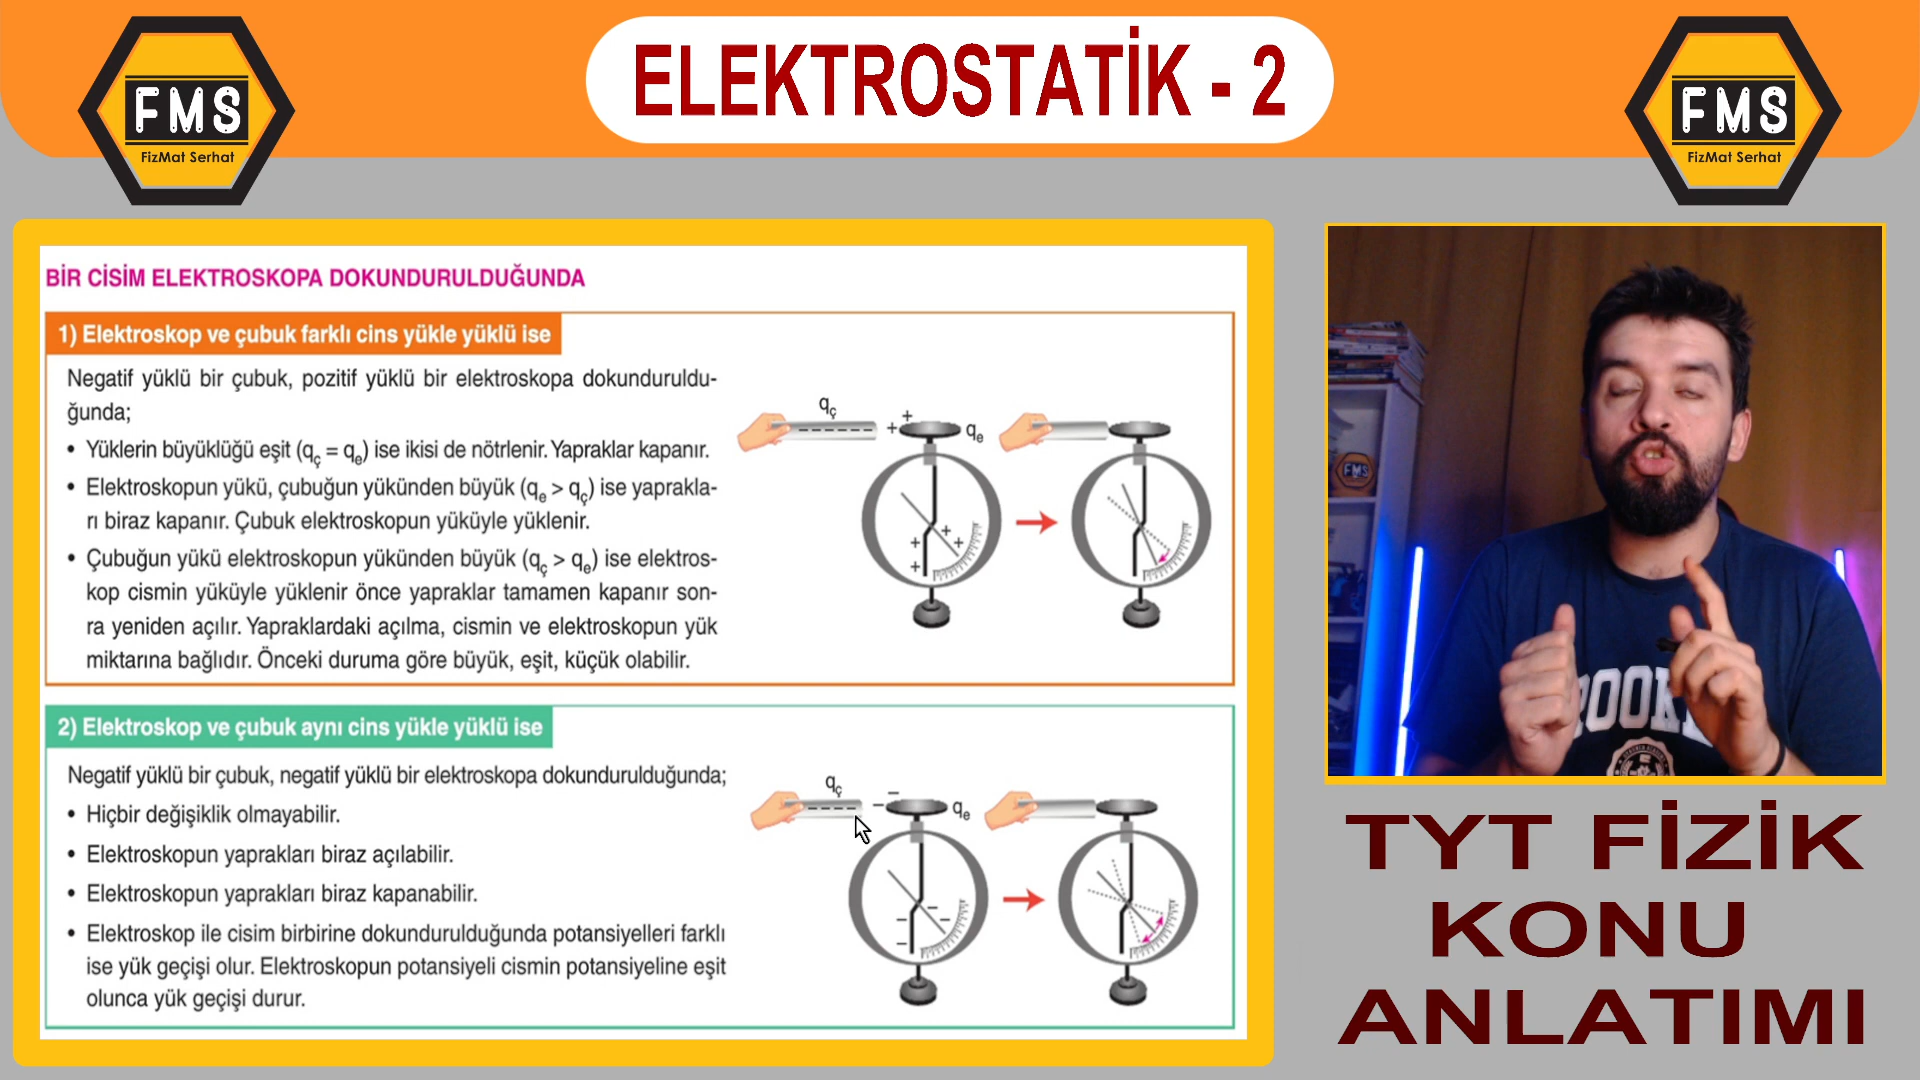 ELEKTROSTATİK - 2
FMS
FizMat Serhat
FMS
FizMat Serhat
BİR CİSİM ELEKTROSKOPA DOKUNDURULDUĞUNDA
1) Elektroskop ve çubuk farklı cins yükle yüklü ise
Negatif yüklü bir çubuk, pozitif yüklü bir elektroskopa dokunduruldu-
ğunda;
• Yüklerin büyüklüğü eşit (qç = qe) ise ikisi de nötrlenir. Yapraklar kapanır.
• Elektroskopun yükü, çubuğun yükünden büyük (qe > qç) ise yaprakla-
rı biraz kapanır. Çubuk elektroskopun yüküyle yüklenir.
• Çubuğun yükü elektroskopun yükünden büyük (qç > qe) ise elektros-
kop cismin yüküyle yüklenir önce yapraklar tamamen kapanır son-
ra yeniden açılır. Yapraklardaki açılma, cismin ve elektroskopun yük
miktarına bağlıdır. Önceki duruma göre büyük, eşit, küçük olabilir.
qç
qe
2) Elektroskop ve çubuk aynı cins yükle yüklü ise
Negatif yüklü bir çubuk, negatif yüklü bir elektroskopa dokundurulduğunda;
• Hiçbir değişiklik olmayabilir.
• Elektroskopun yaprakları biraz açılabilir.
• Elektroskopun yaprakları biraz kapanabilir.
• Elektroskop ile cisim birbirine dokundurulduğunda potansiyelleri farklı
ise yük geçişi olur. Elektroskopun potansiyeli cismin potansiyeline eşit
olunca yük geçişi durur.
qç
qe
FMS
TYT FİZİK
KONU
ANLATIMI